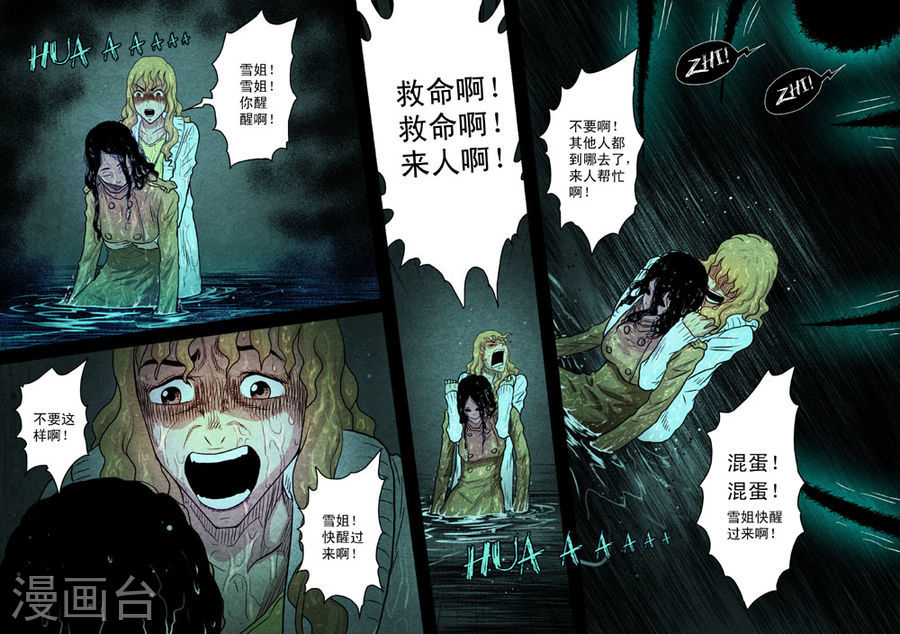 HUA A A A A A
雪姐！
雪姐！
你醒
醒啊！
不要这
样啊！
雪姐！
快醒过
来啊！
救命啊！
救命啊！
来人啊！
HUA A A A A A
ZHI!
ZHI!
不要啊！
其他人都
到哪去了，
来人帮忙
啊！
混蛋！
混蛋！
雪姐快醒
过来啊！
漫画台